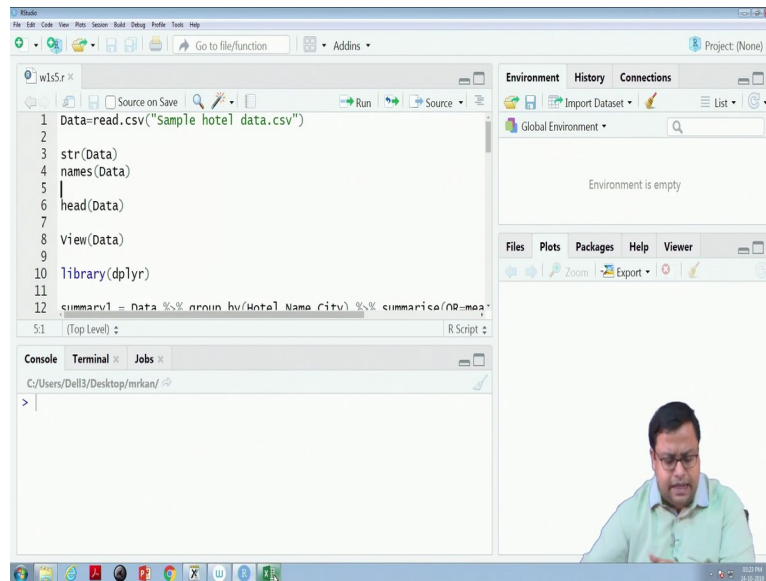 RStudio
File Edit Code View Plots Session Build Debug Profile Tools Help
Go to file/function Addins Project: (None)
w1s5.r
Source on Save Run Source
1 Data=read.csv("Sample hotel data.csv")
2
3 str(Data)
4 names(Data)
5
6 head(Data)
7
8 View(Data)
9
10 library(dplyr)
11
12 summary1 = Data %>% group_by(Hotel_Name,City) %>% summarise(OR=mea
5:1 (Top Level) R Script
Console Terminal Jobs
C:/Users/Dell3/Desktop/mrkan/
>
Environment History Connections
Import Dataset List
Global Environment
Environment is empty
Files Plots Packages Help Viewer
Zoom Export